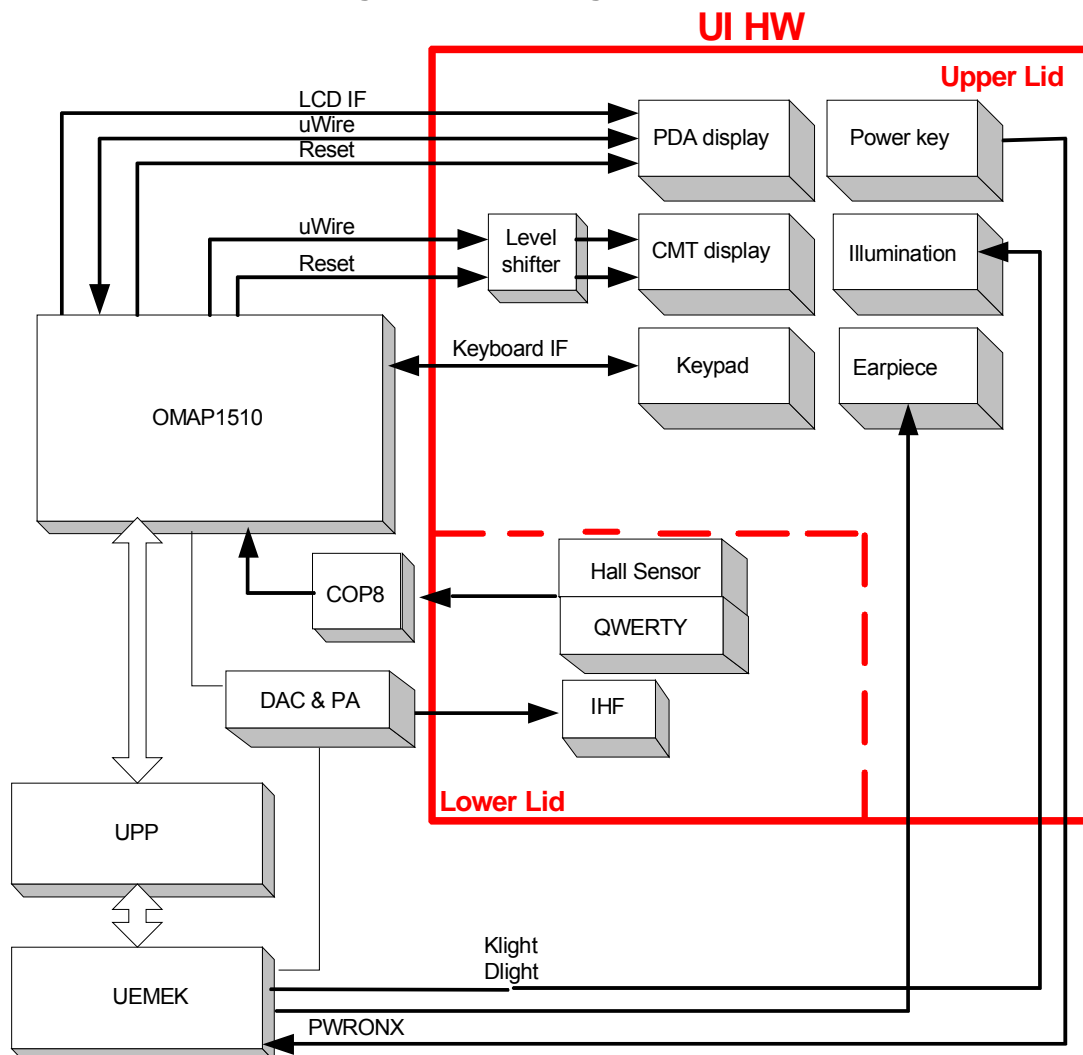 UI HW
Upper Lid
LCD IF
uWire
Reset
PDA display
Power key
uWire
Reset
Level
shifter
CMT display
Illumination
Keyboard IF
Keypad
Earpiece
OMAP1510
Hall Sensor
COP8
QWERTY
DAC & PA
IHF
Lower Lid
UPP
Klight
Dlight
UEMEK
PWRONX